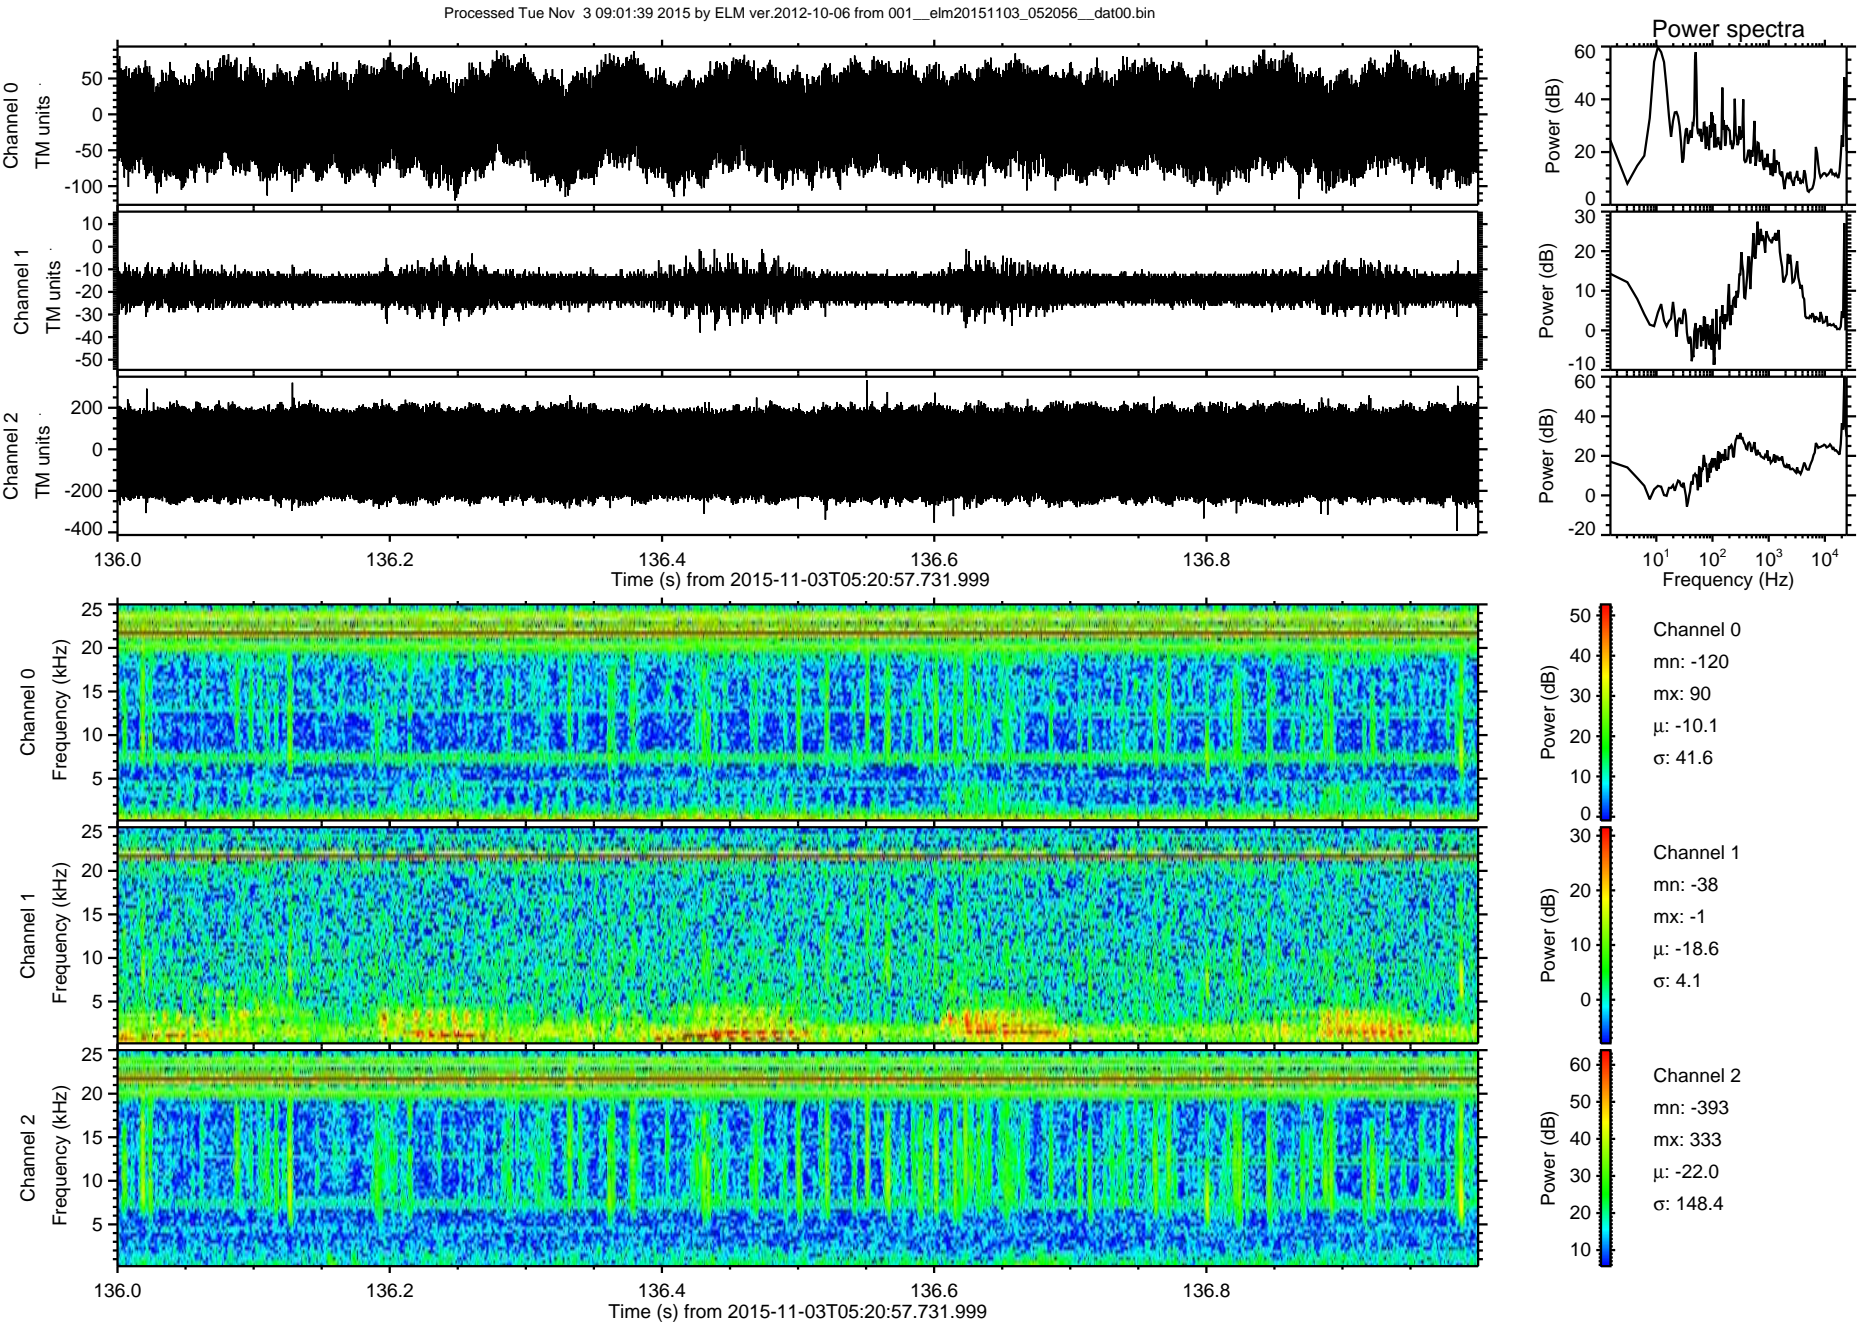 Processed Tue Nov  3 09:01:39 2015 by ELM ver.2012-10-06 from 001__elm20151103_052056__dat00.bin
Power spectra
Channel 0
TM units
50
0
-50
-100
Power (dB)
60
40
20
0
Channel 1
TM units
10
0
-10
-20
-30
-40
-50
Power (dB)
30
20
10
0
-10
Channel 2
TM units
200
0
-200
-400
Power (dB)
60
40
20
0
-20
136.0 136.2 136.4 136.6 136.8
Time (s) from 2015-11-03T05:20:57.731.999
10¹ 10² 10³ 10⁴
Frequency (Hz)
Channel 0
Frequency (kHz)
25
20
15
10
5
Power (dB)
50
40
30
20
10
0
Channel 0
mn: -120
mx: 90
μ: -10.1
σ: 41.6
Channel 1
Frequency (kHz)
25
20
15
10
5
Power (dB)
30
20
10
0
Channel 1
mn: -38
mx: -1
μ: -18.6
σ: 4.1
Channel 2
Frequency (kHz)
25
20
15
10
5
Power (dB)
60
50
40
30
20
10
Channel 2
mn: -393
mx: 333
μ: -22.0
σ: 148.4
136.0 136.2 136.4 136.6 136.8
Time (s) from 2015-11-03T05:20:57.731.999